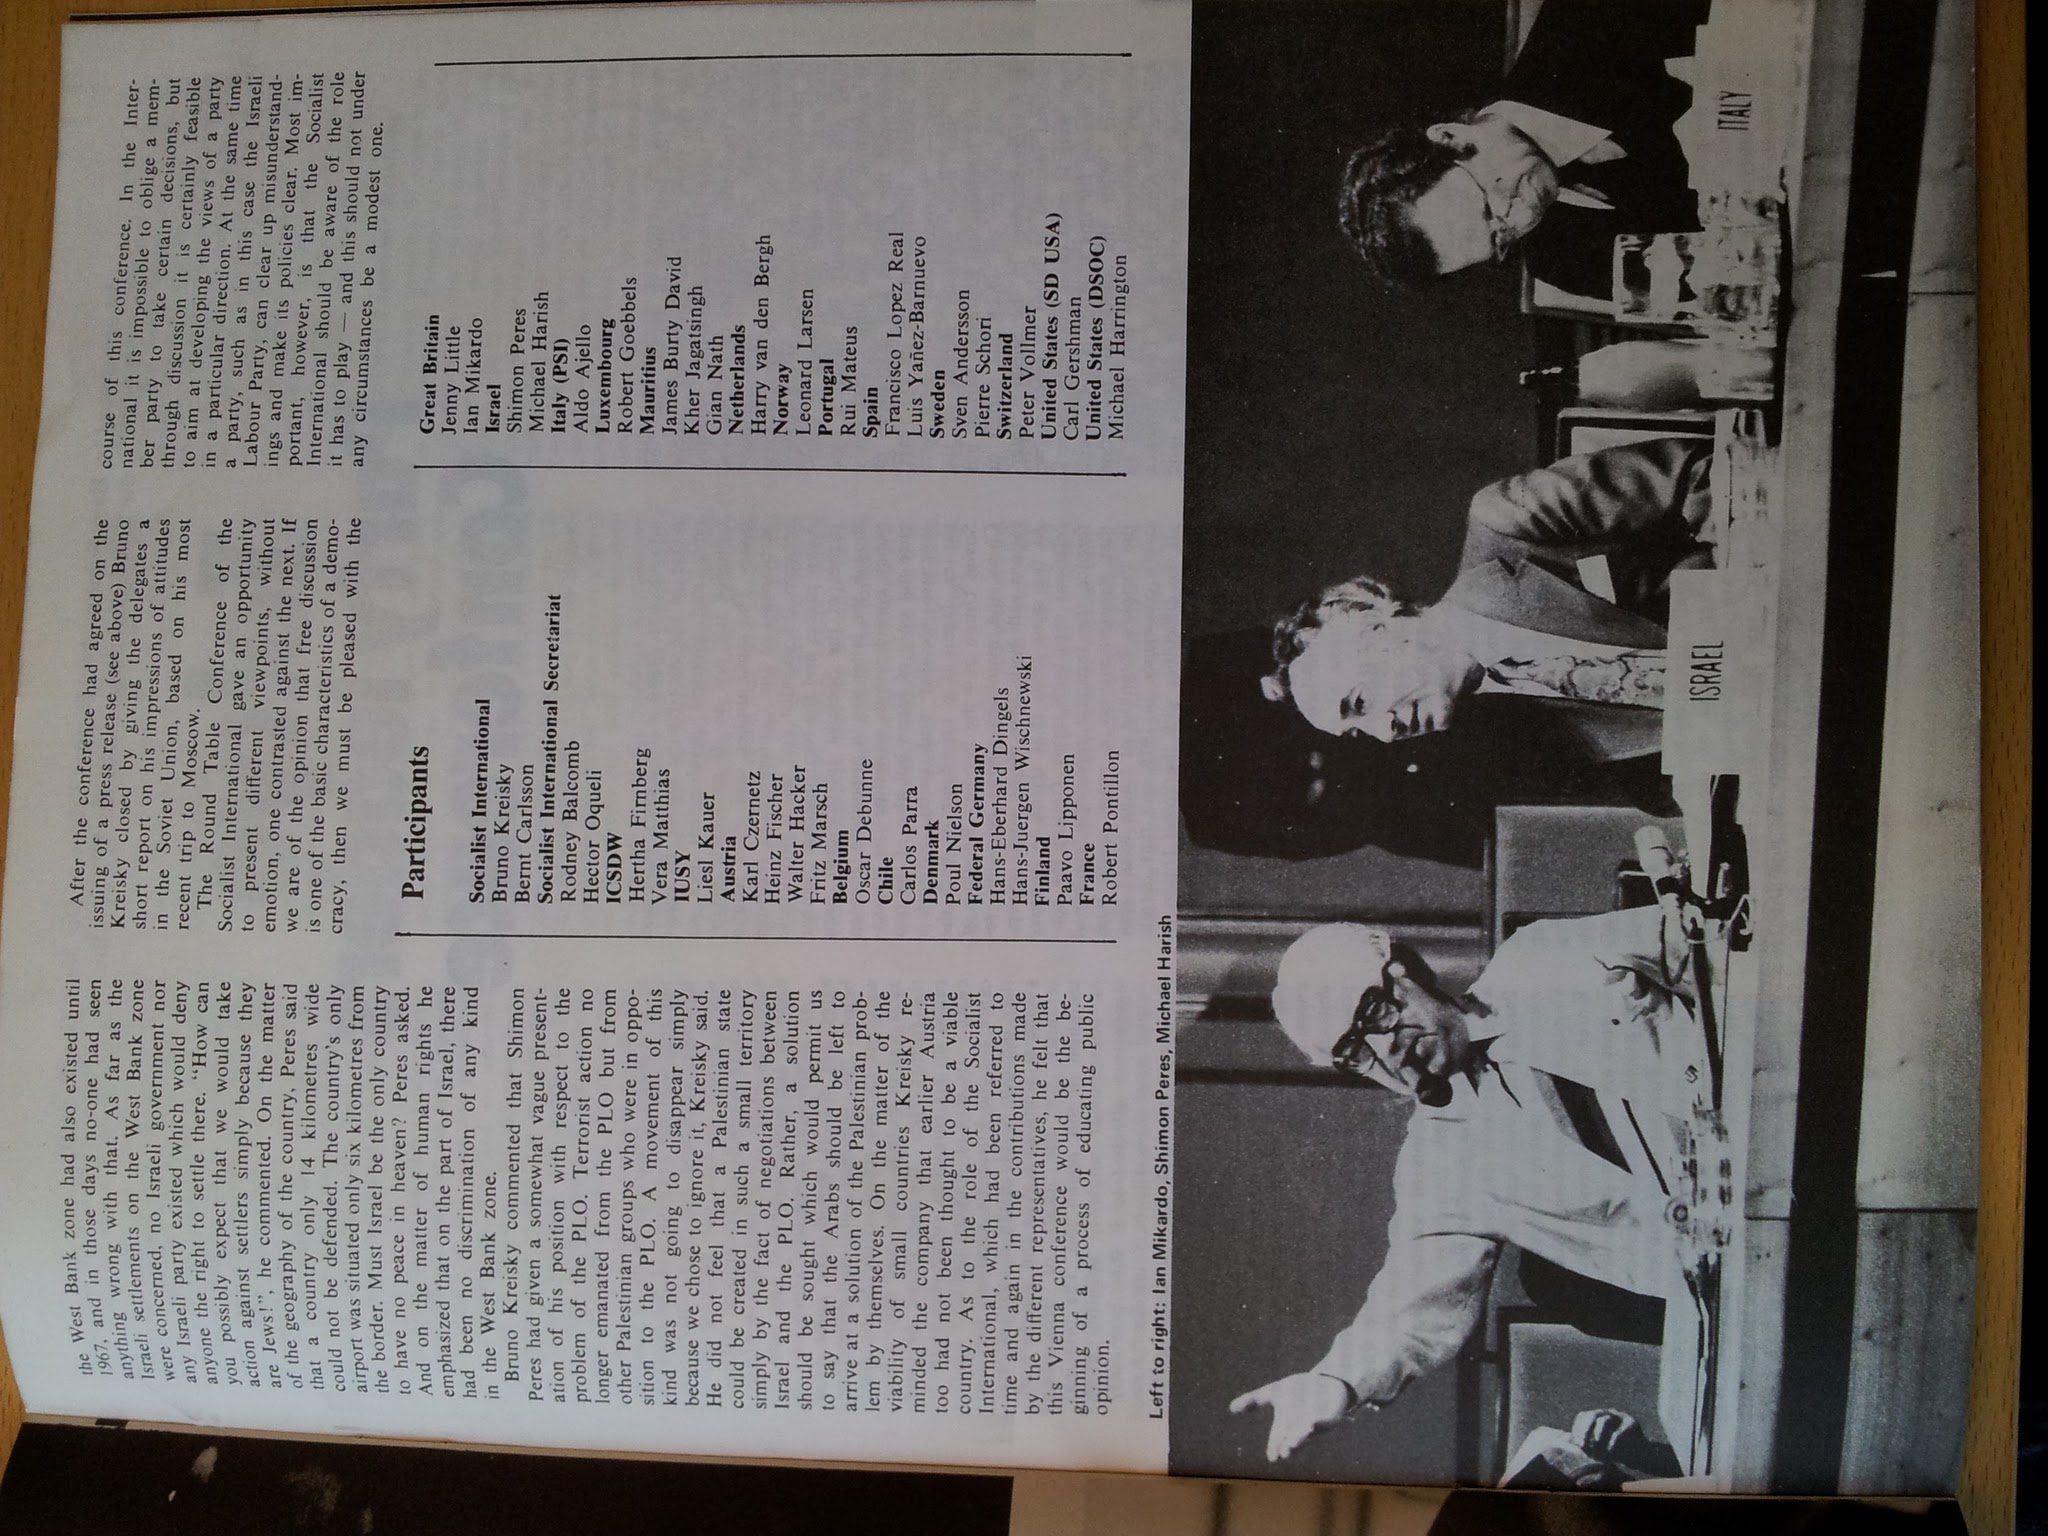 the West Bank zone had also existed until
1967, and in those days no-one had seen
anything wrong with that. As far as the
Israeli settlements on the West Bank zone
were concerned, no Israeli government nor
any Israeli party existed which would deny
anyone the right to settle there. “How can
you possibly expect that we would take
action against settlers simply because they
are Jews!”, he commented. On the matter
of the geography of the country, Peres said
that a country only 14 kilometres wide
could not be defended. The country's only
airport was situated only six kilometres from
the border. Must Israel be the only country
to have no peace in heaven? Peres asked.
And on the matter of human rights he
emphasized that on the part of Israel, there
had been no discrimination of any kind
in the West Bank zone.
Bruno Kreisky commented that Shimon
Peres had given a somewhat vague present-
ation of his position with respect to the
problem of the PLO. Terrorist action no
longer emanated from the PLO but from
other Palestinian groups who were in oppo-
sition to the PLO. A movement of this
kind was not going to disappear simply
because we chose to ignore it, Kreisky said.
He did not feel that a Palestinian state
could be created in such a small territory
simply by the fact of negotiations between
Israel and the PLO. Rather, a solution
should be sought which would permit us
to say that the Arabs should be left to
arrive at a solution of the Palestinian prob-
lem by themselves. On the matter of the
viability of small countries Kreisky re-
minded the company that earlier Austria
too had not been thought to be a viable
country. As to the role of the Socialist
International, which had been referred to
time and again in the contributions made
by the different representatives, he felt that
this Vienna conference would be the be-
ginning of a process of educating public
opinion.
After the conference had agreed on the
issuing of a press release (see above) Bruno
Kreisky closed by giving the delegates a
short report on his impressions of attitudes
in the Soviet Union, based on his most
recent trip to Moscow.
The Round Table Conference of the
Socialist International gave an opportunity
to present different viewpoints, without
emotion, one contrasted against the next. If
we are of the opinion that free discussion
is one of the basic characteristics of a demo-
cracy, then we must be pleased with the
course of this conference. In the Inter-
national it is impossible to oblige a mem-
ber party to take certain decisions, but
through discussion it is certainly feasible
to aim at developing the views of a party
in a particular direction. At the same time
a party, such as in this case the Israeli
Labour Party, can clear up misunderstand-
ings and make its policies clear. Most im-
portant, however, is that the Socialist
International should be aware of the role
it has to play — and this should not under
any circumstances be a modest one.
Participants
Socialist International
Bruno Kreisky
Bernt Carlsson
Socialist International Secretariat
Rodney Balcomb
Hector Oqueli
ICSDW
Hertha Firnberg
Vera Matthias
IUSY
Liesl Kauer
Austria
Karl Czernetz
Heinz Fischer
Walter Hacker
Fritz Marsch
Belgium
Oscar Debunne
Chile
Carlos Parra
Denmark
Poul Nielson
Federal Germany
Hans-Eberhard Dingels
Hans-Juergen Wischnewski
Finland
Paavo Lipponen
France
Robert Pontillon
Great Britain
Jenny Little
Ian Mikardo
Israel
Shimon Peres
Michael Harish
Italy (PSI)
Aldo Ajello
Luxembourg
Robert Goebbels
Mauritius
James Burty David
Kher Jagatsingh
Gian Nath
Netherlands
Harry van den Bergh
Norway
Leonard Larsen
Portugal
Rui Mateus
Spain
Francisco Lopez Real
Luis Yañez-Barnuevo
Sweden
Sven Andersson
Pierre Schori
Switzerland
Peter Vollmer
United States (SD USA)
Carl Gershman
United States (DSOC)
Michael Harrington
Left to right: Ian Mikardo, Shimon Peres, Michael Harish
ISRAEL
ITALY